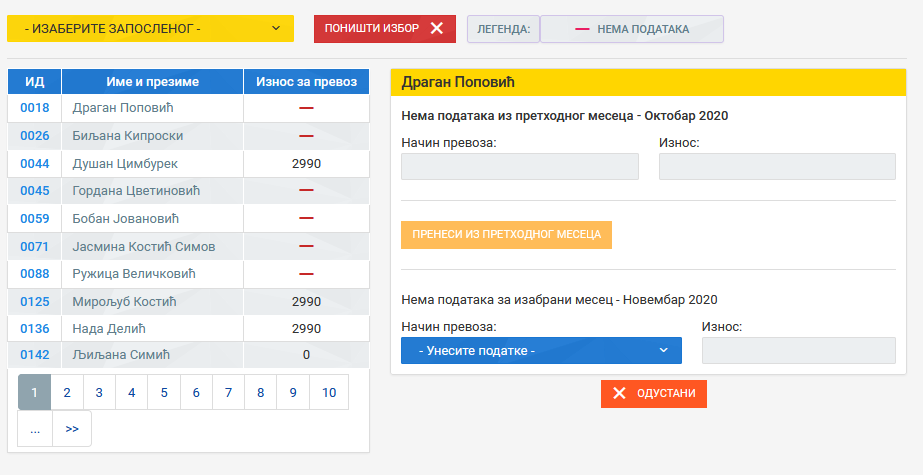 - ИЗАБЕРИТЕ ЗАПОСЛЕНОГ -
ПОНИШТИ ИЗБОР
ЛЕГЕНДА:
НЕМА ПОДАТАКА
ИД Име и презиме Износ за превоз
0018 Драган Поповић —
0026 Биљана Кипроски —
0044 Душан Цимбурек 2990
0045 Гордана Цветиновић —
0059 Бобан Јовановић —
0071 Јасмина Костић Симов —
0088 Ружица Величковић —
0125 Мирољуб Костић 2990
0136 Нада Делић 2990
0142 Љиљана Симић 0
1 2 3 4 5 6 7 8 9 10
... >>
Драган Поповић
Нема података из претходног месеца - Октобар 2020
Начин превоза: Износ:
ПРЕНЕСИ ИЗ ПРЕТХОДНОГ МЕСЕЦА
Нема података за изабрани месец - Новембар 2020
Начин превоза: Износ:
- Унесите податке -
ОДУСТАНИ